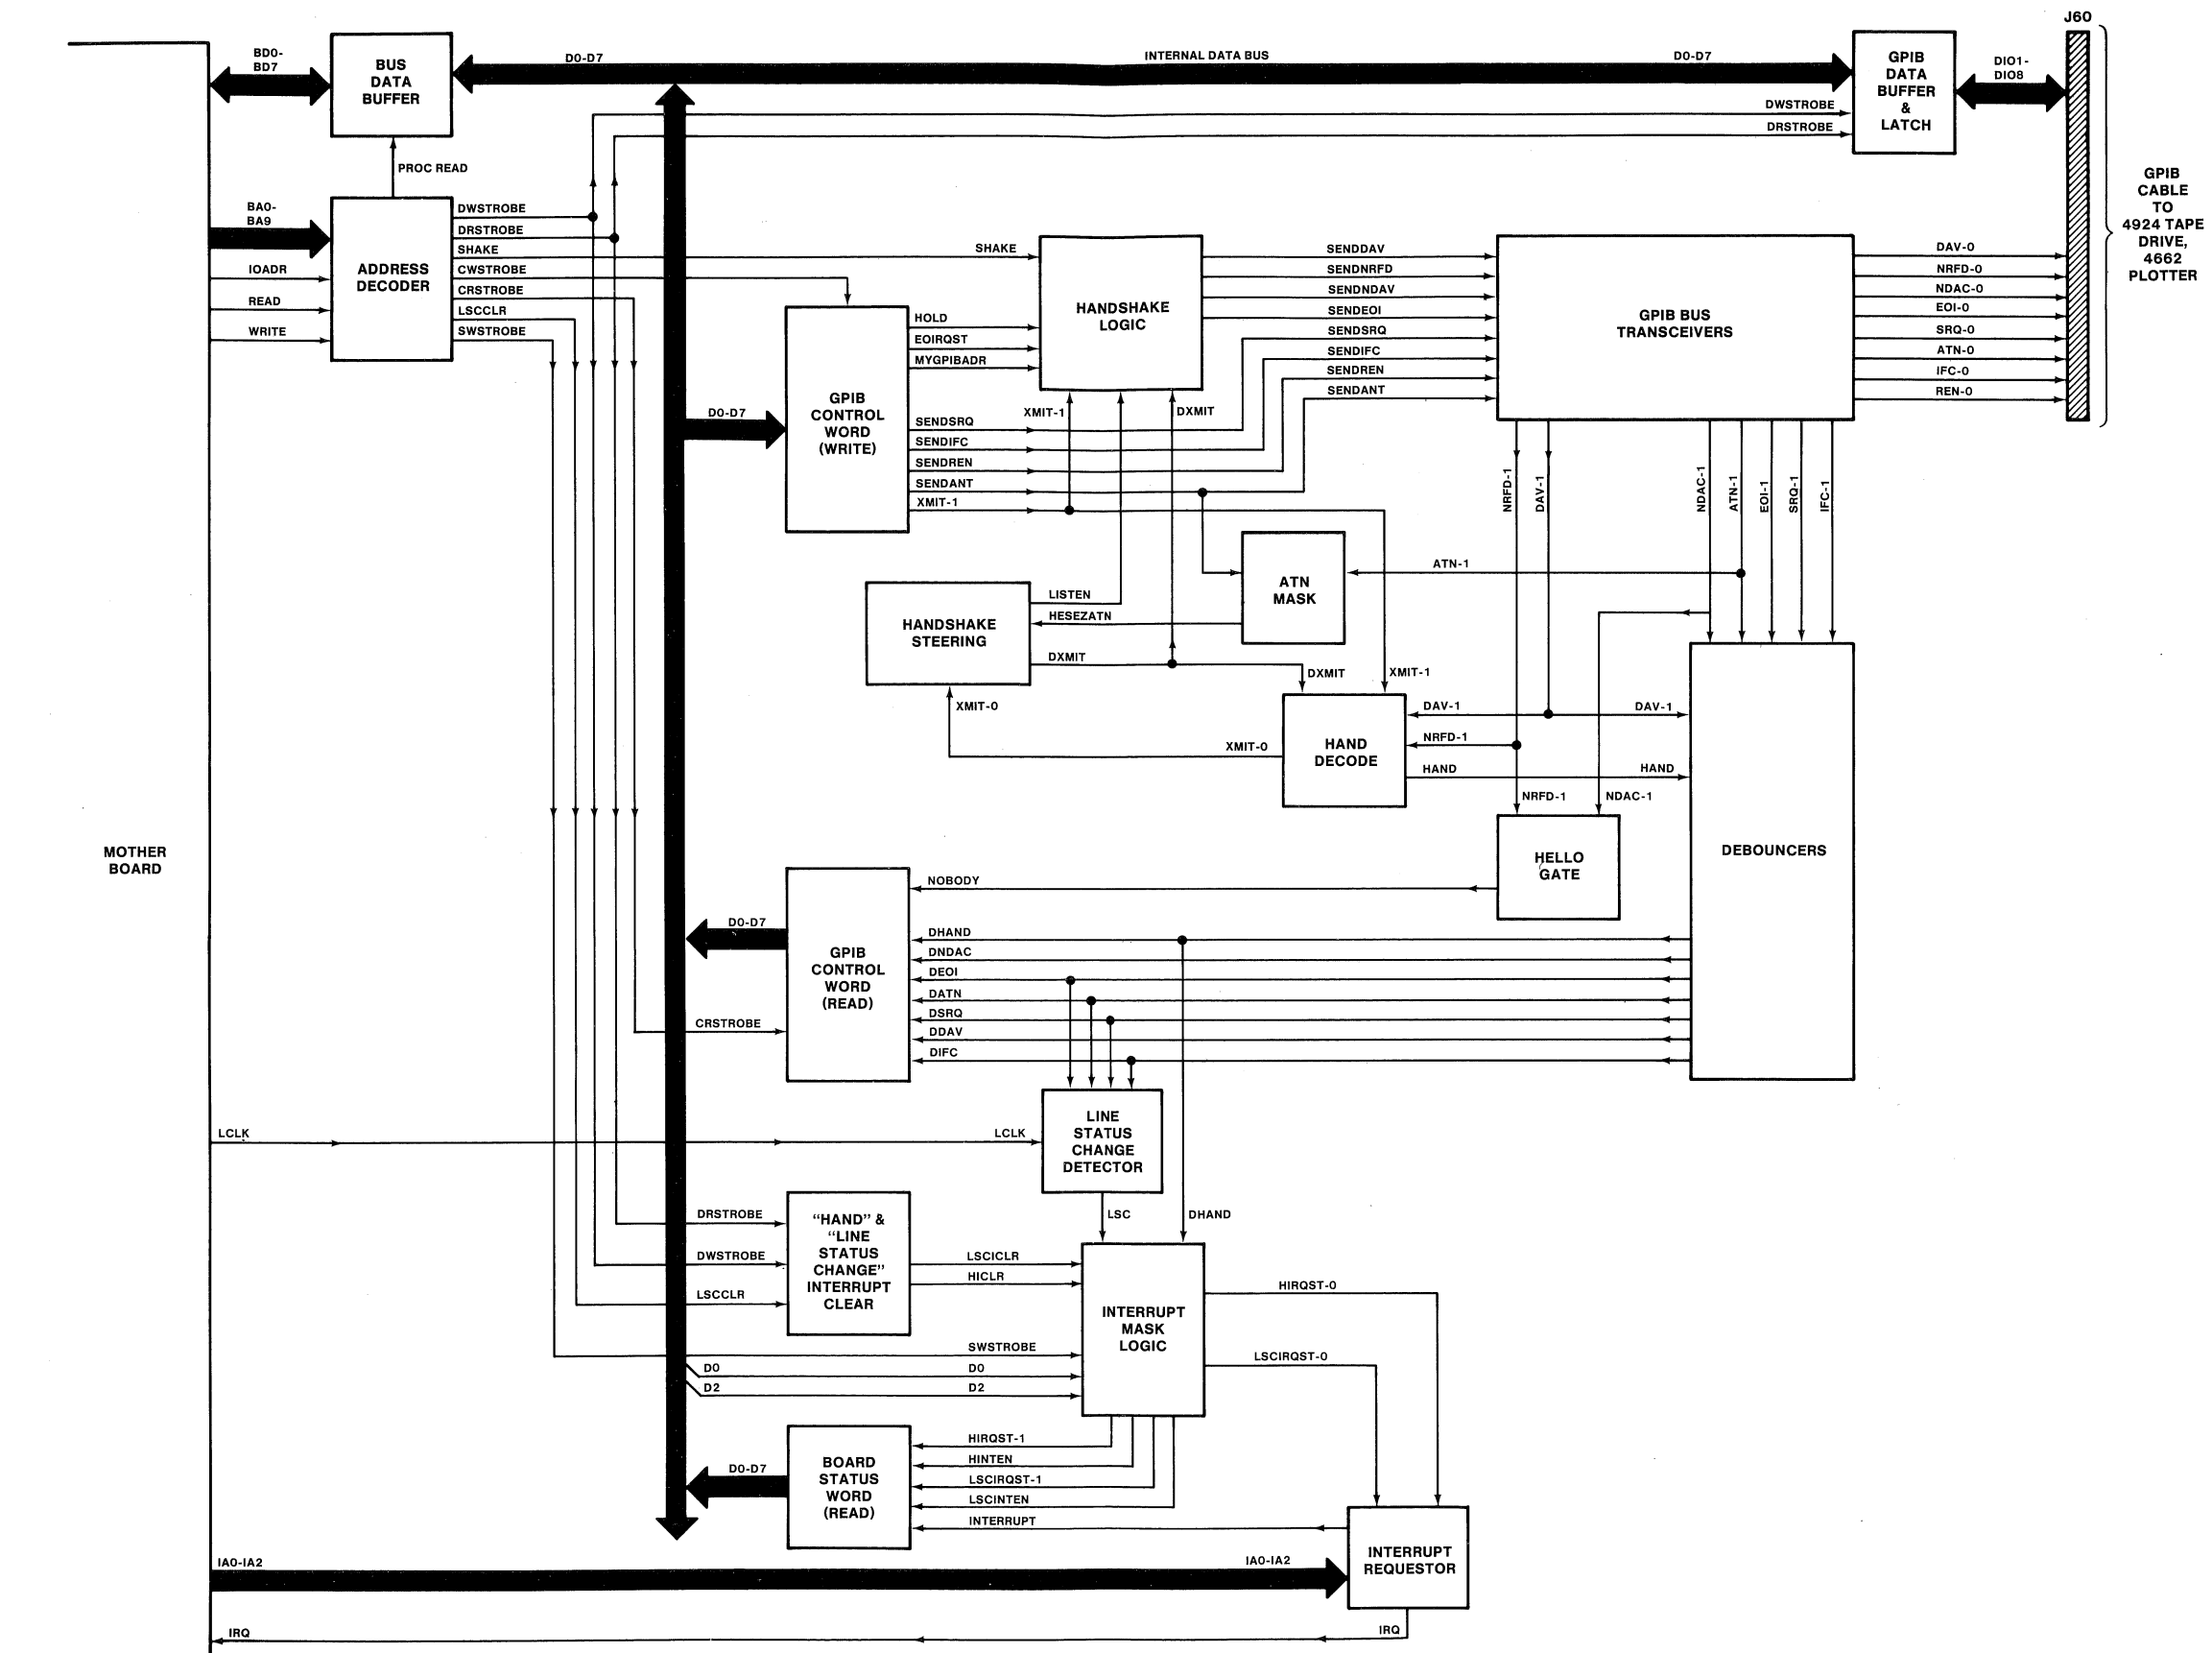 J60
BD0-
BD7
BUS
DATA
BUFFER
D0-D7
INTERNAL DATA BUS
D0-D7
GPIB
DATA
BUFFER
&
LATCH
DIO1-
DIO8
DWSTROBE
DRSTROBE
PROC READ
GPIB
CABLE
TO
4924 TAPE
DRIVE,
4662
PLOTTER
BA0-
BA9
IOADR
READ
WRITE
ADDRESS
DECODER
DWSTROBE
DRSTROBE
SHAKE
CWSTROBE
CRSTROBE
LSCCLR
SWSTROBE
SHAKE
HANDSHAKE
LOGIC
SENDDAV
SENDNRFD
SENDNDAV
SENDEOI
SENDSRQ
SENDIFC
SENDREN
SENDANT
GPIB BUS
TRANSCEIVERS
DAV-0
NRFD-0
NDAC-0
EOI-0
SRQ-0
ATN-0
IFC-0
REN-0
HOLD
EOIRQST
MYGPIBADR
D0-D7
GPIB
CONTROL
WORD
(WRITE)
SENDSRQ
SENDIFC
SENDREN
SENDANT
XMIT-1
XMIT-1
DXMIT
NRFD-1
DAV-1
NDAC-1
ATN-1
EOI-1
SRQ-1
IFC-1
ATN
MASK
ATN-1
HANDSHAKE
STEERING
LISTEN
HESEZATN
DXMIT
DXMIT
XMIT-1
XMIT-0
XMIT-0
HAND
DECODE
DAV-1
DAV-1
NRFD-1
HAND
HAND
NRFD-1
NDAC-1
MOTHER
BOARD
DEBOUNCERS
HELLO
GATE
NOBODY
D0-D7
GPIB
CONTROL
WORD
(READ)
DHAND
DNDAC
DEOI
DATN
DSRQ
DDAV
DIFC
CRSTROBE
LINE
STATUS
CHANGE
DETECTOR
LCLK
LCLK
LSC
DHAND
DRSTROBE
DWSTROBE
LSCCLR
“HAND” &
“LINE
STATUS
CHANGE”
INTERRUPT
CLEAR
LSCICLR
HICLR
INTERRUPT
MASK
LOGIC
HIRQST-0
LSCIRQST-0
SWSTROBE
D0
D0
D2
D2
D0-D7
BOARD
STATUS
WORD
(READ)
HIRQST-1
HINTEN
LSCIRQST-1
LSCINTEN
INTERRUPT
INTERRUPT
REQUESTOR
IA0-IA2
IA0-IA2
IRQ
IRQ